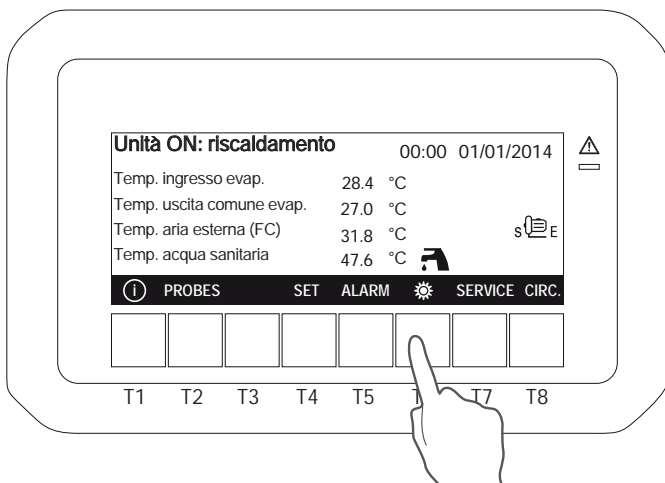 Unità ON: riscaldamento 00:00 01/01/2014
Temp. ingresso evap. 28.4 °C
Temp. uscita comune evap. 27.0 °C
Temp. aria esterna (FC) 31.8 °C
S E
Temp. acqua sanitaria 47.6 °C
i PROBES SET ALARM SERVICE CIRC.
T1 T2 T3 T4 T5 T7 T8